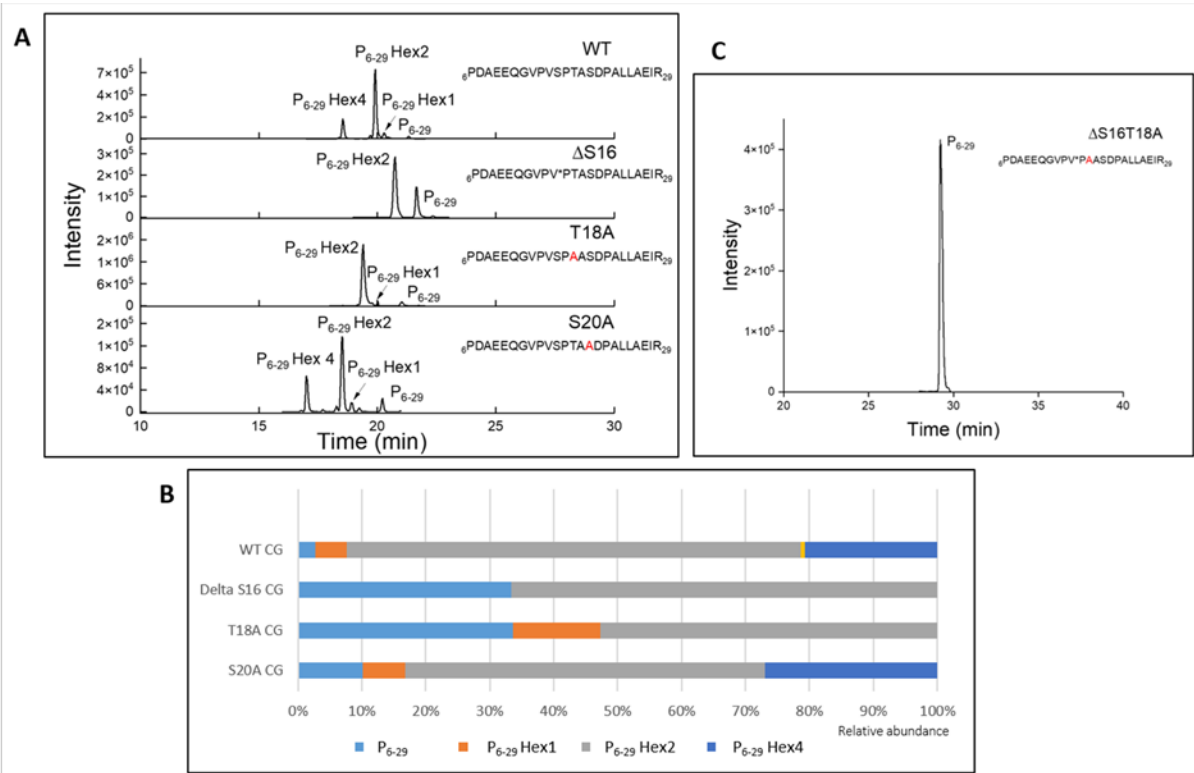 A
WT
₆PDAEEQGVPVSPTASDPALLAEIR₂₉
P₆₋₂₉ Hex2
P₆₋₂₉ Hex4
P₆₋₂₉ Hex1
P₆₋₂₉
7×10⁵
5×10⁵
2×10⁵
0
ΔS16
₆PDAEEQGVPV*PTASDPALLAEIR₂₉
P₆₋₂₉ Hex2
P₆₋₂₉
3×10⁵
2×10⁵
1×10⁵
0
T18A
₆PDAEEQGVPVSPAASDPALLAEIR₂₉
P₆₋₂₉ Hex2
P₆₋₂₉ Hex1
P₆₋₂₉
2×10⁶
1×10⁶
6×10⁵
0
S20A
₆PDAEEQGVPVSPTAADPALLAEIR₂₉
P₆₋₂₉ Hex2
P₆₋₂₉ Hex 4
P₆₋₂₉ Hex1
P₆₋₂₉
2×10⁵
1×10⁵
8×10⁴
4×10⁴
0
Intensity
10 15 20 25 30
Time (min)
C
ΔS16T18A
₆PDAEEQGVPV*PAASDPALLAEIR₂₉
P₆₋₂₉
4×10⁵
3×10⁵
2×10⁵
1×10⁵
0
Intensity
20 30 40
Time (min)
B
WT CG
Delta S16 CG
T18A CG
S20A CG
0% 10% 20% 30% 40% 50% 60% 70% 80% 90% 100%
Relative abundance
P₆₋₂₉ P₆₋₂₉ Hex1 P₆₋₂₉ Hex2 P₆₋₂₉ Hex4